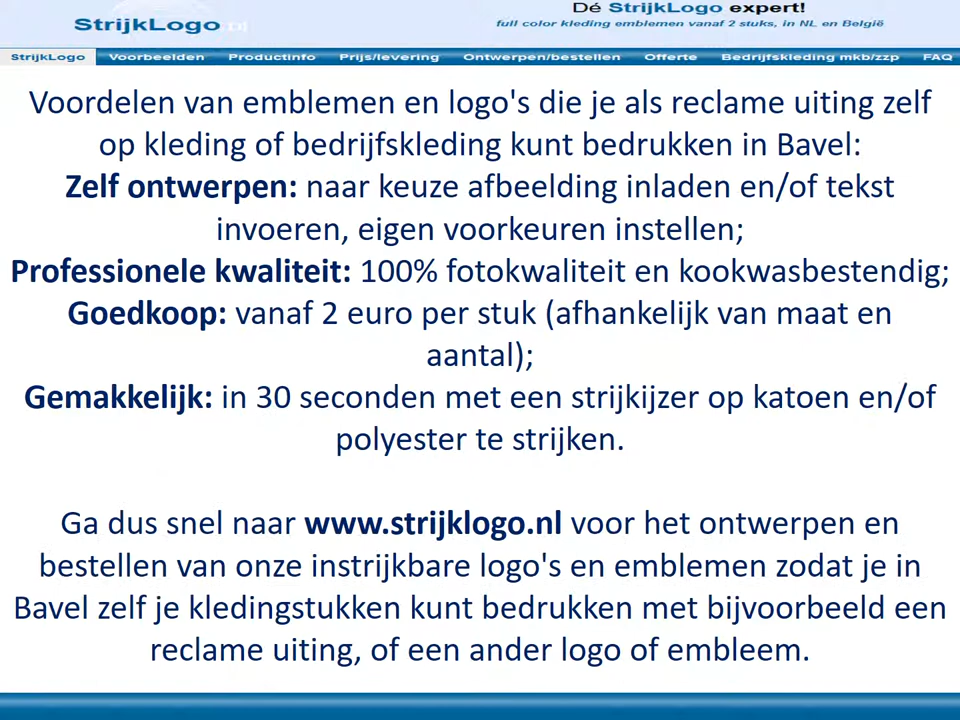 StrijkLogo
Dé StrijkLogo expert!
full color kleding emblemen vanaf 2 stuks, in NL en België
StrijkLogo Voorbeelden Productinfo Prijs/levering Ontwerpen/bestellen Offerte Bedrijfskleding mkb/zzp FAQ
Voordelen van emblemen en logo's die je als reclame uiting zelf
op kleding of bedrijfskleding kunt bedrukken in Bavel:
Zelf ontwerpen: naar keuze afbeelding inladen en/of tekst
invoeren, eigen voorkeuren instellen;
Professionele kwaliteit: 100% fotokwaliteit en kookwasbestendig;
Goedkoop: vanaf 2 euro per stuk (afhankelijk van maat en
aantal);
Gemakkelijk: in 30 seconden met een strijkijzer op katoen en/of
polyester te strijken.
Ga dus snel naar www.strijklogo.nl voor het ontwerpen en
bestellen van onze instrijkbare logo's en emblemen zodat je in
Bavel zelf je kledingstukken kunt bedrukken met bijvoorbeeld een
reclame uiting, of een ander logo of embleem.